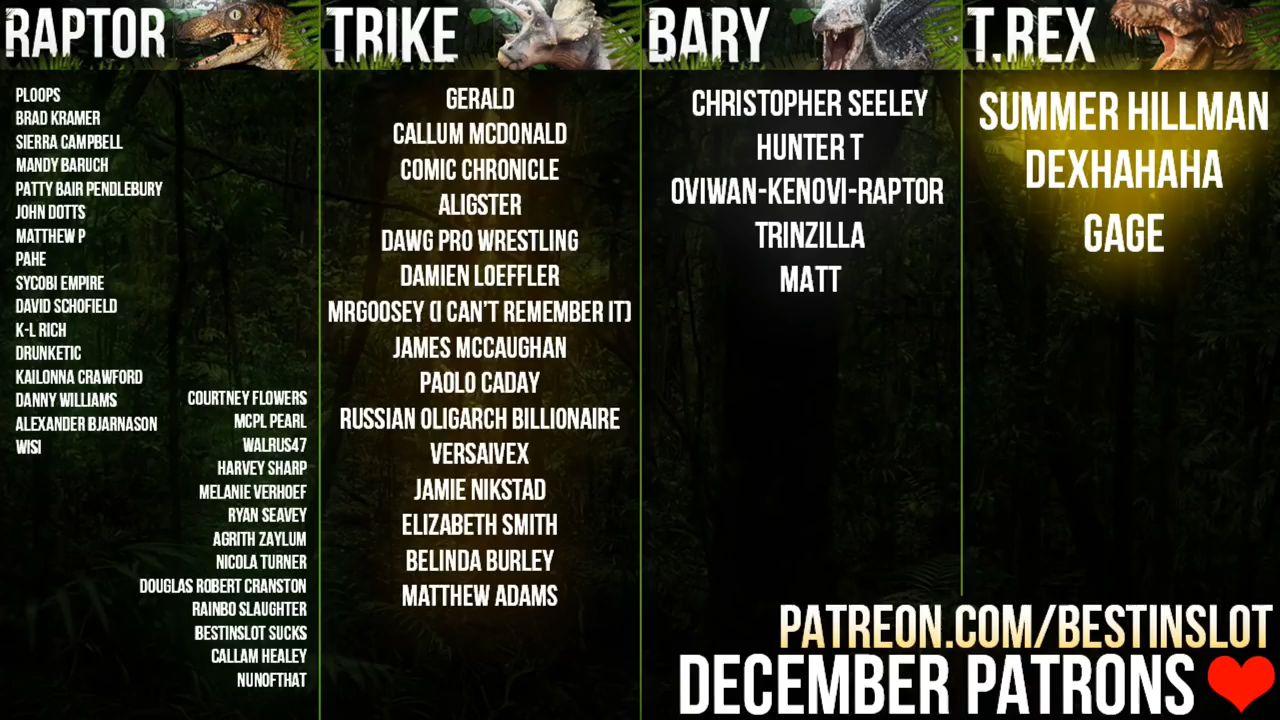 RAPTOR
PLOOPS
BRAD KRAMER
SIERRA CAMPBELL
MANDY BARUCH
PATTY BAIR PENDLEBURY
JOHN DOTTS
MATTHEW P
PAHE
SYCOBI EMPIRE
DAVID SCHOFIELD
K-L RICH
DRUNKETIC
KAILONNA CRAWFORD
DANNY WILLIAMS
ALEXANDER BJARNASON
WISI
COURTNEY FLOWERS
MCPL PEARL
WALRUS47
HARVEY SHARP
MELANIE VERHOEF
RYAN SEAVEY
AGRITH ZAYLUM
NICOLA TURNER
DOUGLAS ROBERT CRANSTON
RAINBO SLAUGHTER
BESTINSLOT SUCKS
CALLAM HEALEY
NUNOFTHAT
TRIKE
GERALD
CALLUM MCDONALD
COMIC CHRONICLE
ALIGSTER
DAWG PRO WRESTLING
DAMIEN LOEFFLER
MRGOOSEY (I CAN'T REMEMBER IT)
JAMES MCCAUGHAN
PAOLO CADAY
RUSSIAN OLIGARCH BILLIONAIRE
VERSAIVEX
JAMIE NIKSTAD
ELIZABETH SMITH
BELINDA BURLEY
MATTHEW ADAMS
BARY
CHRISTOPHER SEELEY
HUNTER T
OVIWAN-KENOVI-RAPTOR
TRINZILLA
MATT
T.REX
SUMMER HILLMAN
DEXHAHAHA
GAGE
PATREON.COM/BESTINSLOT
DECEMBER PATRONS ❤